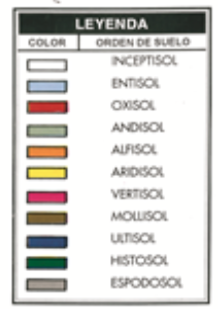 LEYENDA
COLOR ORDEN DE SUELO
INCEPTISOL
ENTISOL
OXISOL
ANDISOL
ALFISOL
ARIDISOL
VERTISOL
MOLLISOL
ULTISOL
HISTOSOL
ESPODOSOL